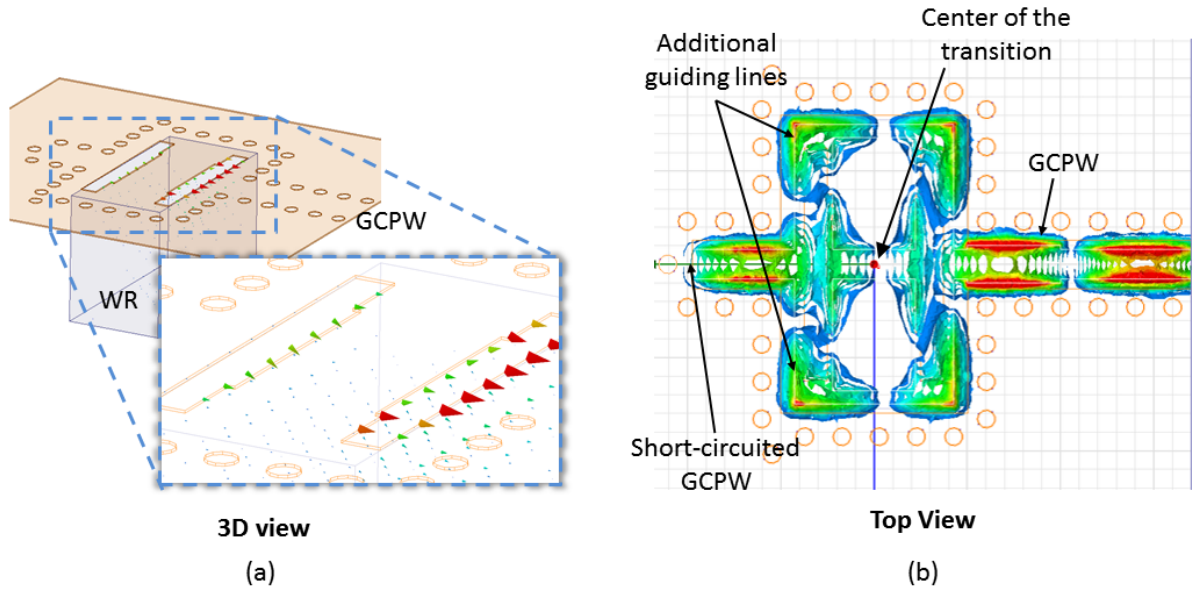 GCPW
WR
3D view
(a)
Center of the
transition
Additional
guiding lines
GCPW
Short-circuited
GCPW
Top View
(b)